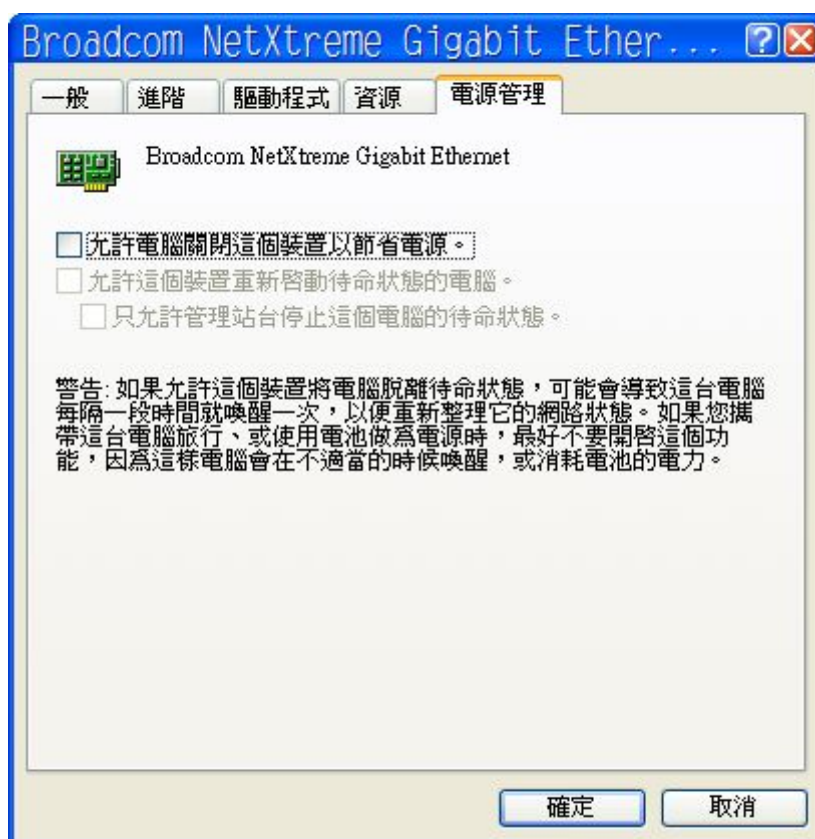 Broadcom NetXtreme Gigabit Ether...
一般 進階 驅動程式 資源 電源管理
Broadcom NetXtreme Gigabit Ethernet
允許電腦關閉這個裝置以節省電源。
允許這個裝置重新啓動待命狀態的電腦。
只允許管理站台停止這個電腦的待命狀態。
警告: 如果允許這個裝置將電腦脫離待命狀態，可能會導致這台電腦
每隔一段時間就喚醒一次，以便重新整理它的網路狀態。如果您攜
帶這台電腦旅行、或使用電池做爲電源時，最好不要開啓這個功
能，因爲這樣電腦會在不適當的時候喚醒，或消耗電池的電力。
確定 取消